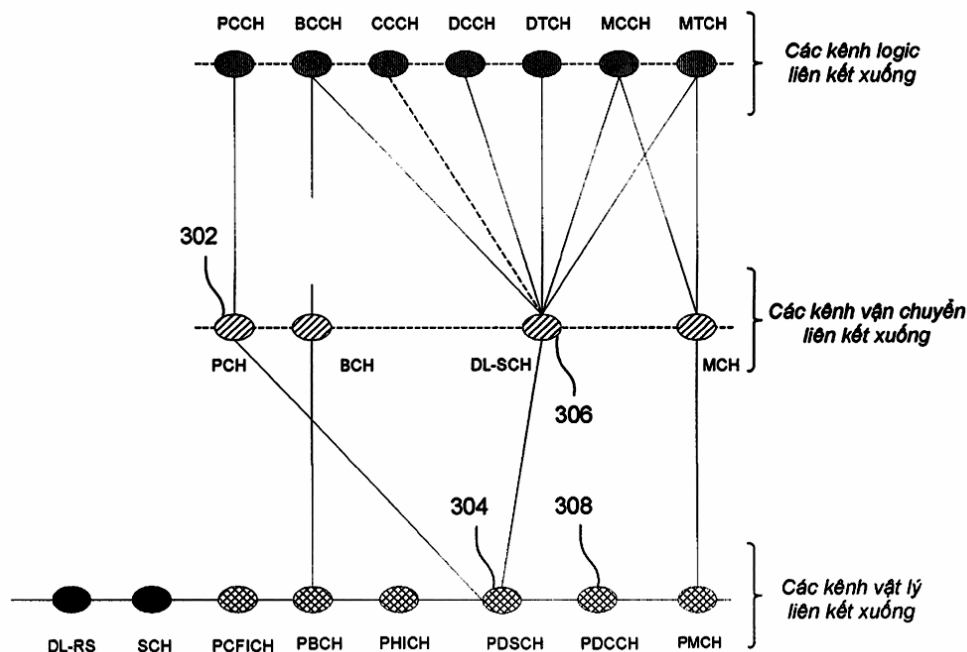 PCCH BCCH CCCH DCCH DTCH MCCH MTCH
Các kênh logic
liên kết xuống
302
Các kênh vận chuyển
liên kết xuống
PCH BCH DL-SCH MCH
306
304 308
Các kênh vật lý
liên kết xuống
DL-RS SCH PCFICH PBCH PHICH PDSCH PDCCH PMCH